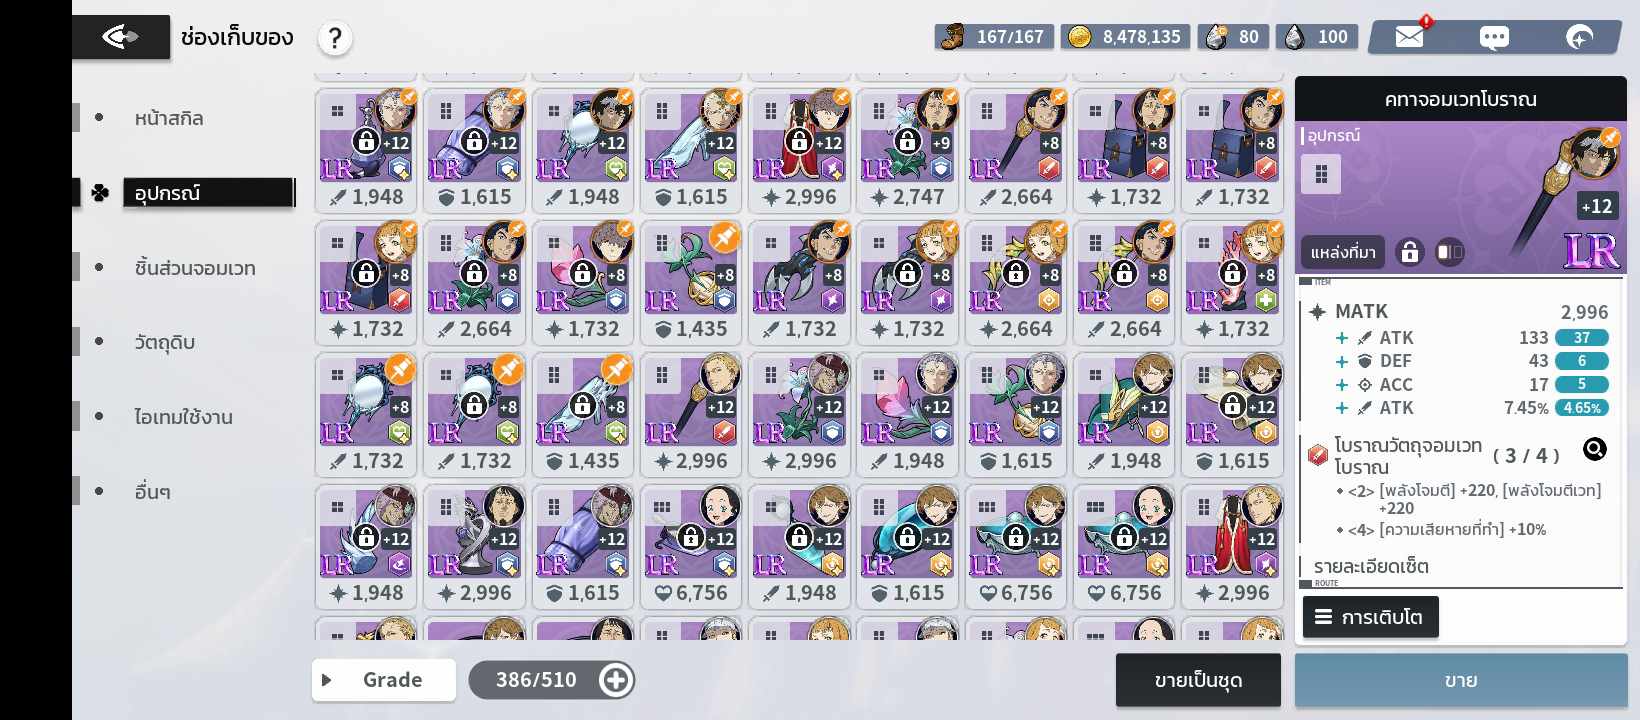 ช่องเก็บของ
?
167/167
8,478,135
80
100
หน้าสกิล
อุปกรณ์
ชิ้นส่วนจอมเวท
วัตถุดิบ
ไอเทมใช้งาน
อื่นๆ
+12 +12 +12 +12 +12 +9 +8 +8 +8
LR LR LR LR LR LR LR LR LR
1,948 1,615 1,948 1,615 2,996 2,747 2,664 1,732 1,732
+8 +8 +8 +8 +8 +8 +8 +8 +8
LR LR LR LR LR LR LR LR LR
1,732 2,664 1,732 1,435 1,732 1,732 2,664 2,664 1,732
+8 +8 +8 +12 +12 +12 +12 +12 +12
LR LR LR LR LR LR LR LR LR
1,732 1,732 1,435 2,996 2,996 1,948 1,615 1,948 1,615
+12 +12 +12 +12 +12 +12 +12 +12 +12
LR LR LR LR LR LR LR LR LR
1,948 2,996 1,615 6,756 1,948 1,615 6,756 6,756 2,996
Grade
386/510
ขายเป็นชุด
คทาจอมเวทโบราณ
อุปกรณ์
+12
แหล่งที่มา
LR
ITEM
MATK 2,996
+ ATK 133 37
+ DEF 43 6
+ ACC 17 5
+ ATK 7.45% 4.65%
โบราณวัตถุจอมเวท
โบราณ
( 3 / 4 )
<2> [พลังโจมตี] +220, [พลังโจมตีเวท]
+220
<4> [ความเสียหายที่ทำ] +10%
รายละเอียดเซ็ต
ROUTE
การเติบโต
ขาย